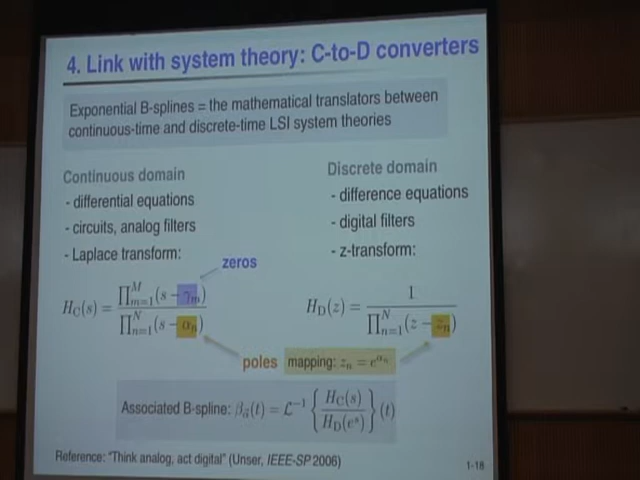 4. Link with system theory: C-to-D converters
Exponential B-splines = the mathematical translators between
continuous-time and discrete-time LSI system theories
Continuous domain
- differential equations
- circuits, analog filters
- Laplace transform:
zeros
H_C(s) = ∏_{m=1}^{M}(s − γ_m) / ∏_{n=1}^{N}(s − α_n)
Discrete domain
- difference equations
- digital filters
- z-transform:
H_D(z) = 1 / ∏_{n=1}^{N}(z − z_n)
poles mapping: z_n = e^{α_n}
Associated B-spline: β_{α⃗}(t) = ℒ^{−1} { H_C(s) / H_D(e^s) } (t)
Reference: "Think analog, act digital" (Unser, IEEE-SP 2006)
1-18